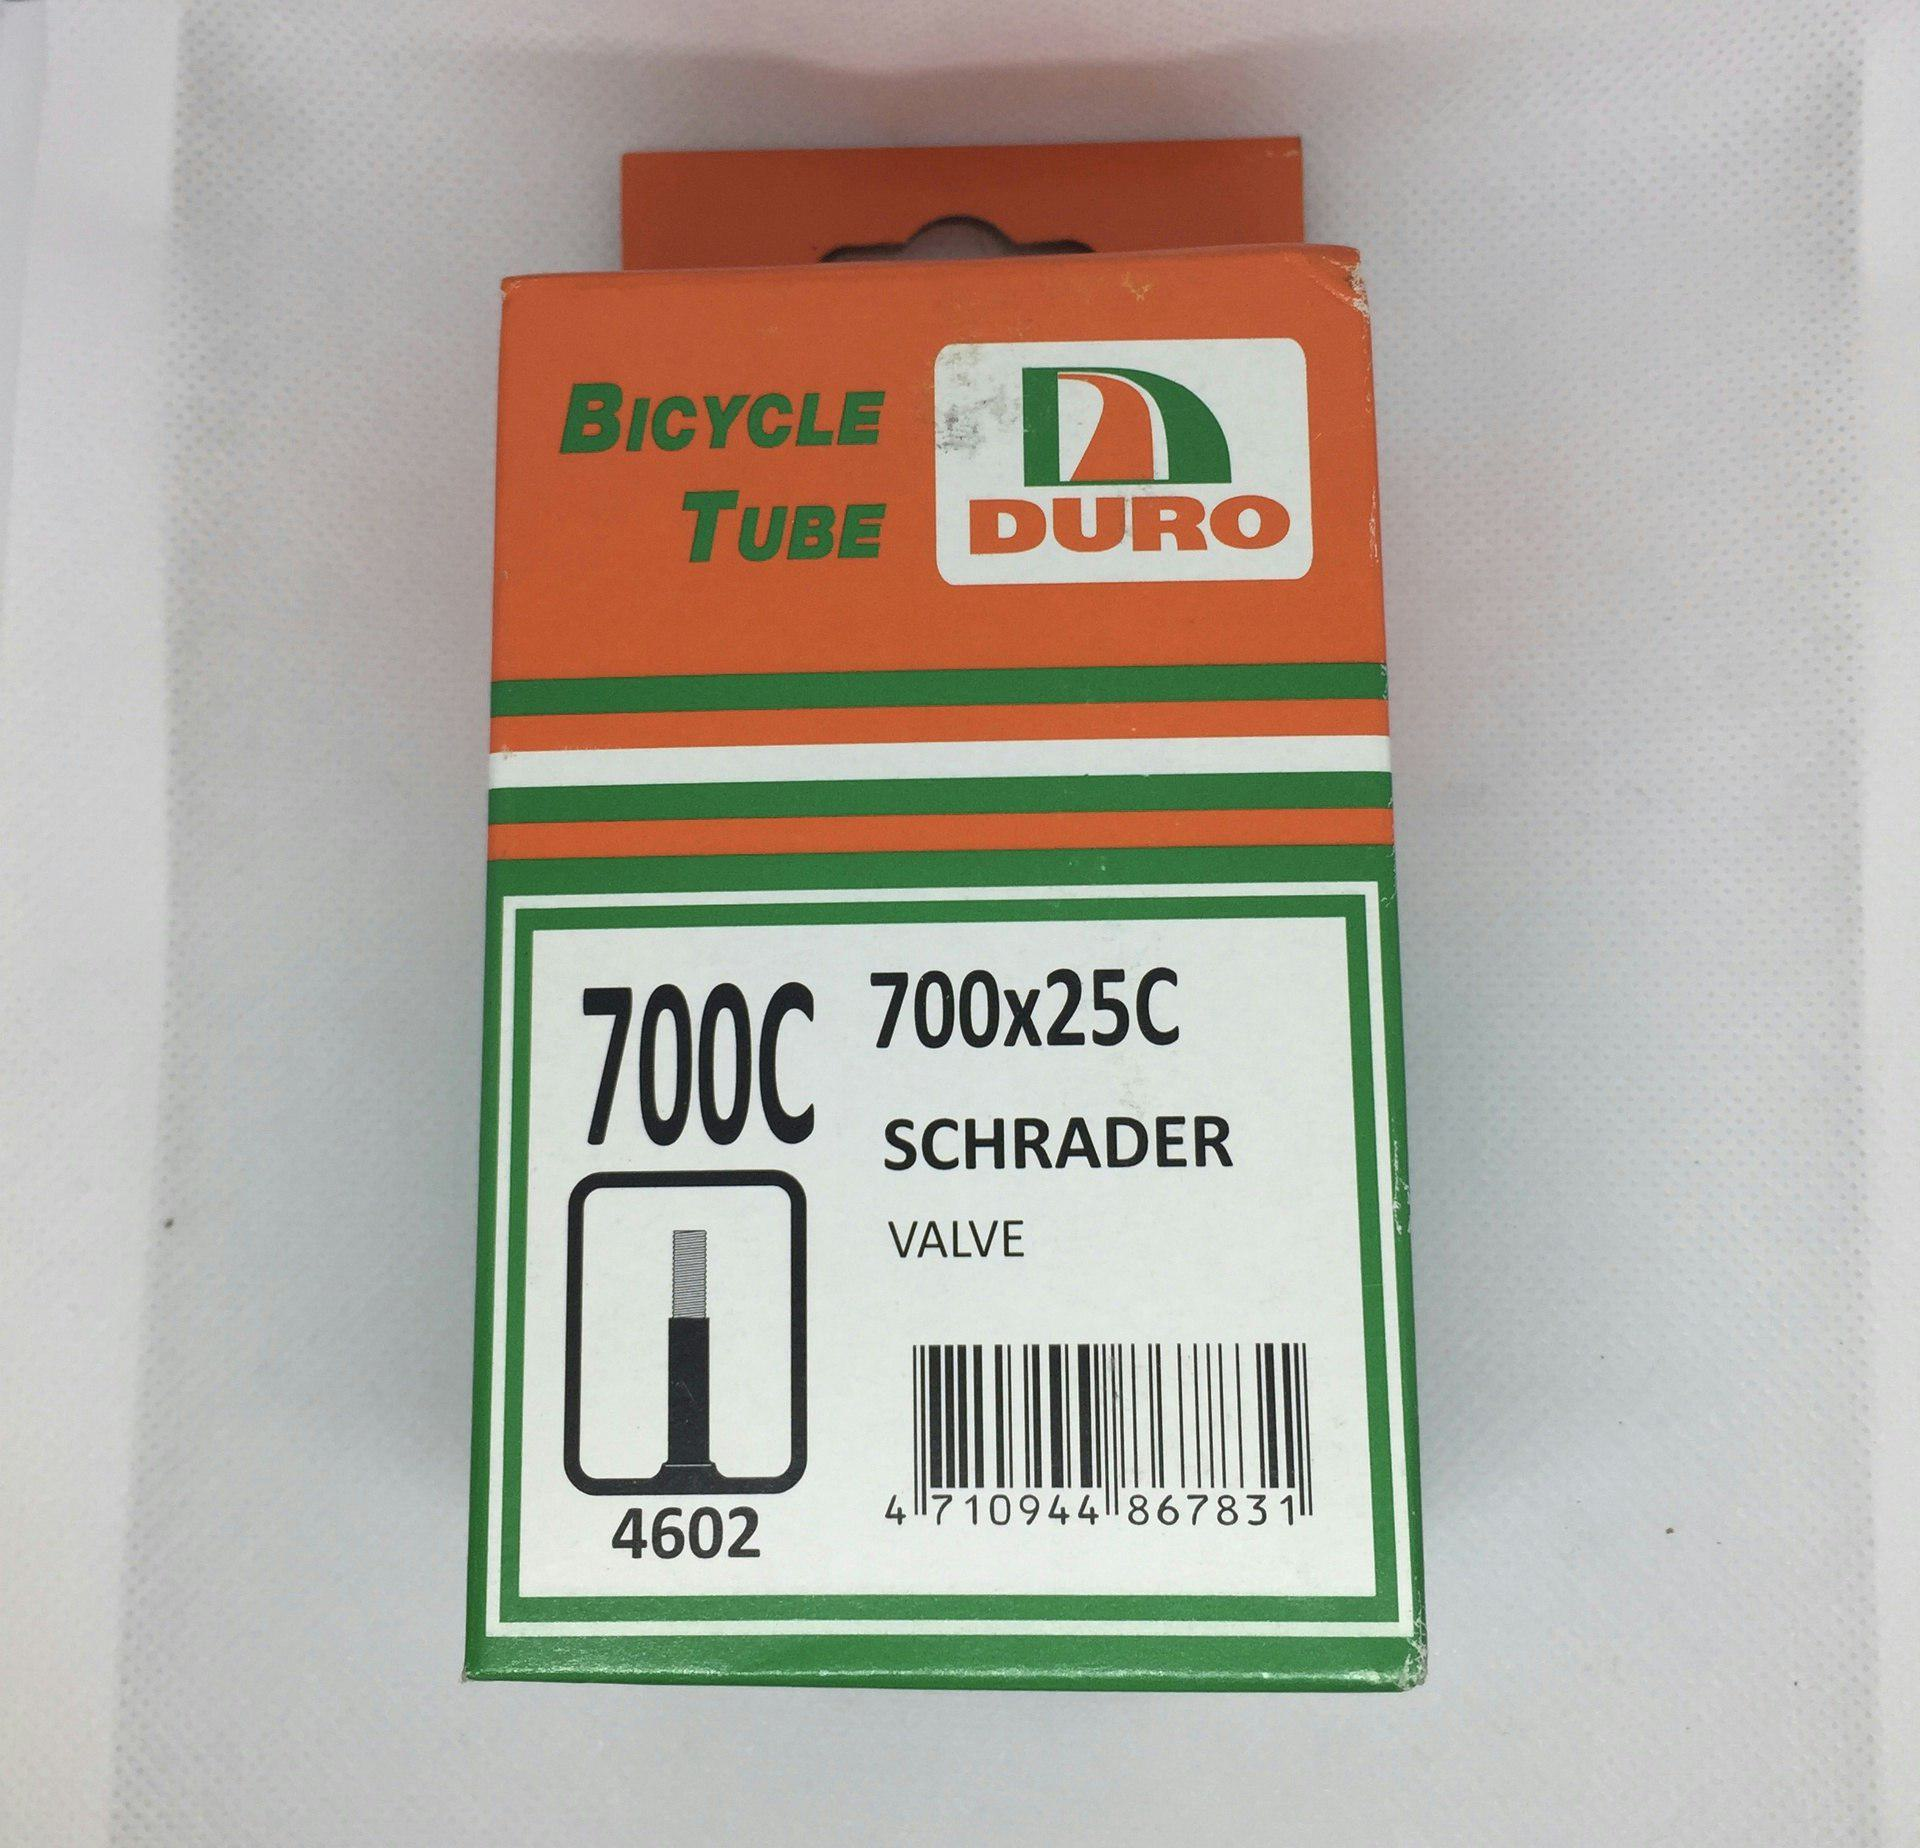 BICYCLE
TUBE
DURO
700C
700x25C
SCHRADER
VALVE
4602
4 710944 867831